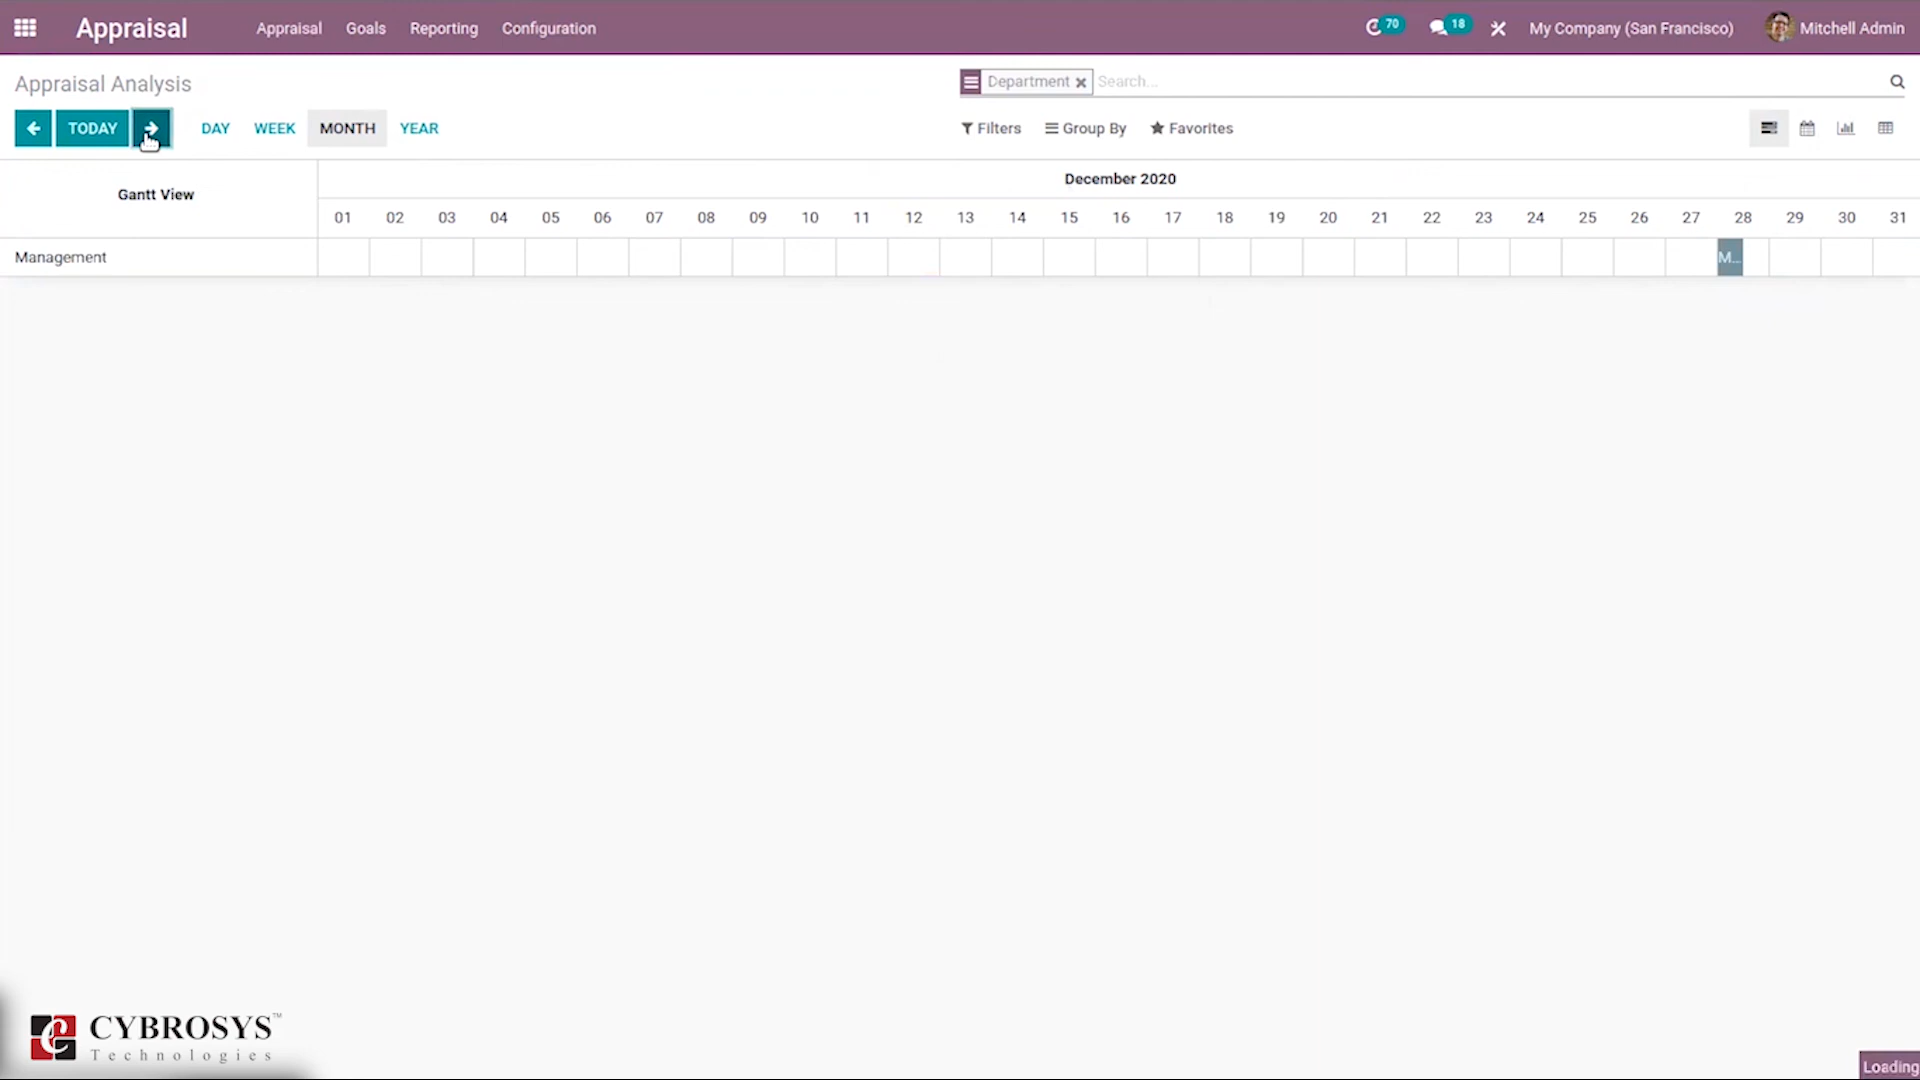 Appraisal
Appraisal Goals Reporting Configuration
70 18 My Company (San Francisco) Mitchell Admin
Appraisal Analysis
Department Search...
TODAY DAY WEEK MONTH YEAR
Filters Group By Favorites
Gantt View
December 2020
01 02 03 04 05 06 07 08 09 10 11 12 13 14 15 16 17 18 19 20 21 22 23 24 25 26 27 28 29 30 31
Management M...
CYBROSYS™
Technologies
Loading